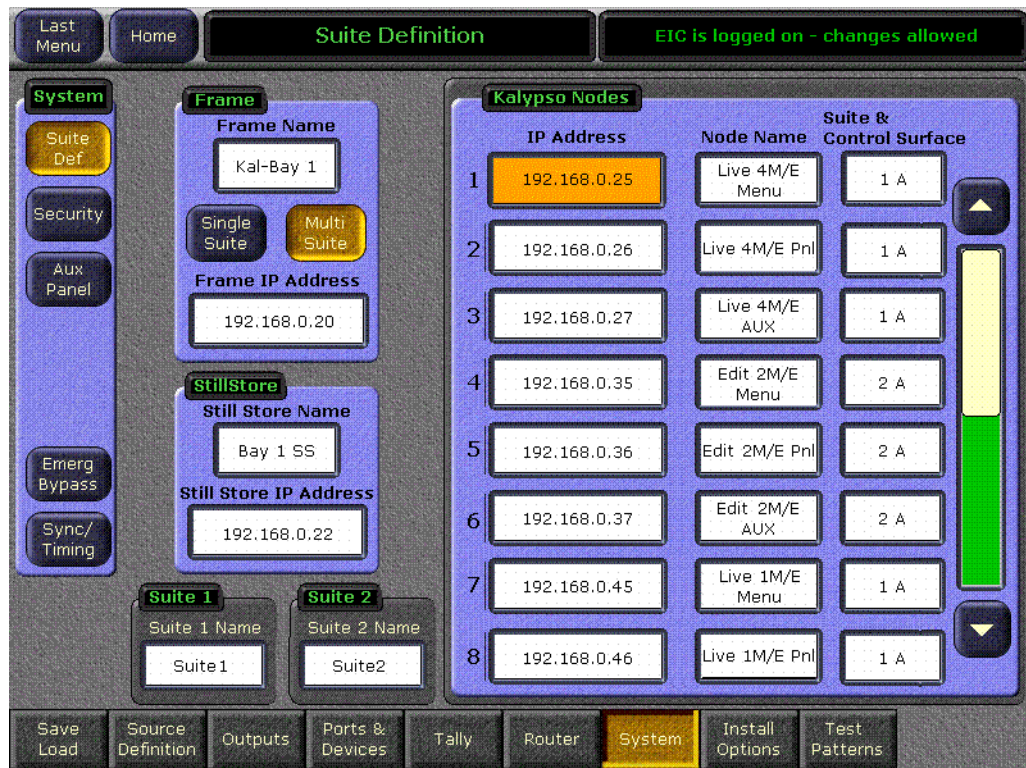 Last
Menu
Home
Suite Definition
EIC is logged on - changes allowed
System
Suite
Def
Security
Aux
Panel
Emerg
Bypass
Sync/
Timing
Frame
Frame Name
Kal-Bay 1
Single
Suite
Multi
Suite
Frame IP Address
192.168.0.20
StillStore
Still Store Name
Bay 1 SS
Still Store IP Address
192.168.0.22
Suite 1
Suite 1 Name
Suite1
Suite 2
Suite 2 Name
Suite2
Kalypso Nodes
IP Address
Node Name
Suite &
Control Surface
1
192.168.0.25
Live 4M/E
Menu
1 A
2
192.168.0.26
Live 4M/E Pnl
1 A
3
192.168.0.27
Live 4M/E
AUX
1 A
4
192.168.0.35
Edit 2M/E
Menu
2 A
5
192.168.0.36
Edit 2M/E Pnl
2 A
6
192.168.0.37
Edit 2M/E
AUX
2 A
7
192.168.0.45
Live 1M/E
Menu
1 A
8
192.168.0.46
Live 1M/E Pnl
1 A
Save
Load
Source
Definition
Outputs
Ports &
Devices
Tally
Router
System
Install
Options
Test
Patterns